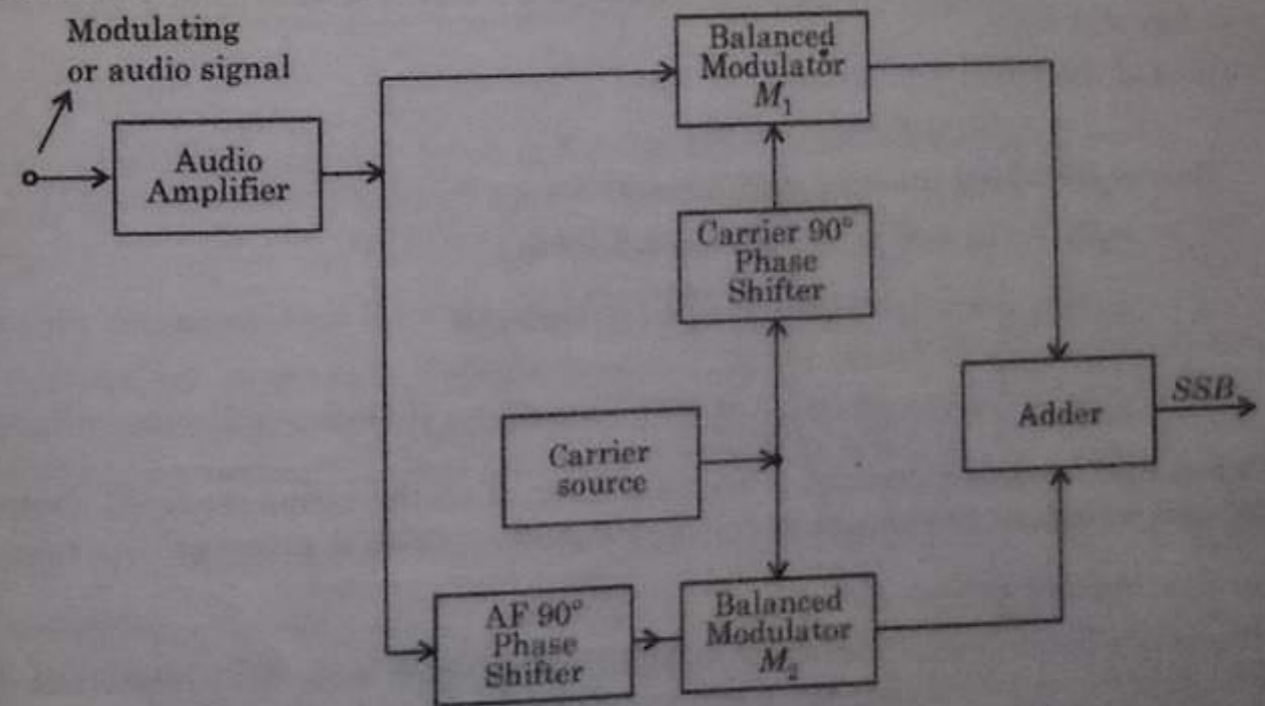 Modulating
or audio signal
Audio
Amplifier
Balanced
Modulator
M₁
Carrier 90°
Phase
Shifter
Carrier
source
Adder
SSB
AF 90°
Phase
Shifter
Balanced
Modulator
M₂